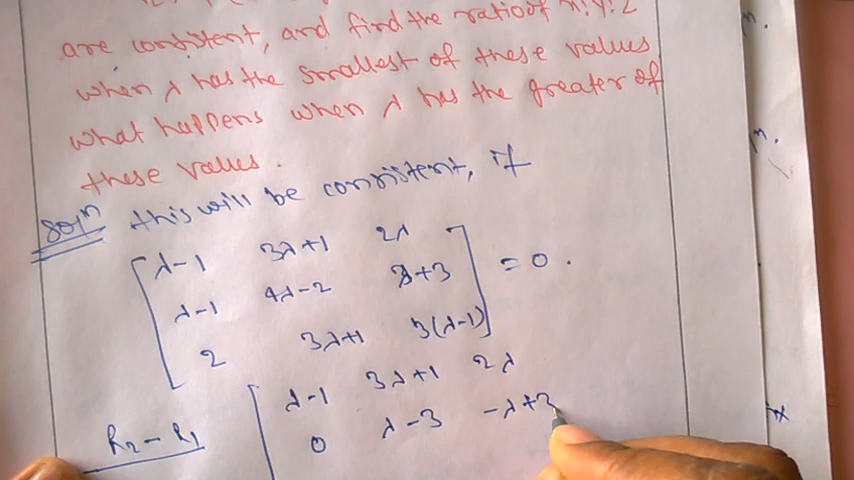 are consistent, and find the ratio of x:y:z
when λ has the smallest of these values
what happens when λ has the greater of
these values.
Solⁿ this will be consistent, if
λ-1 3λ+1 2λ
λ-1 4λ-2 λ+3 = 0.
2 3λ+1 3(λ-1)
λ-1 3λ+1 2λ
R₂-R₁ 0 λ-3 -λ+3